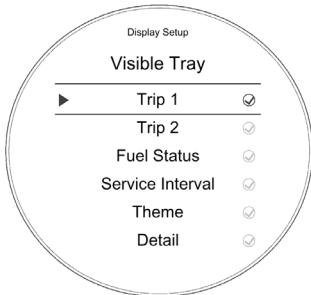 Display Setup
Visible Tray
Trip 1
Trip 2
Fuel Status
Service Interval
Theme
Detail